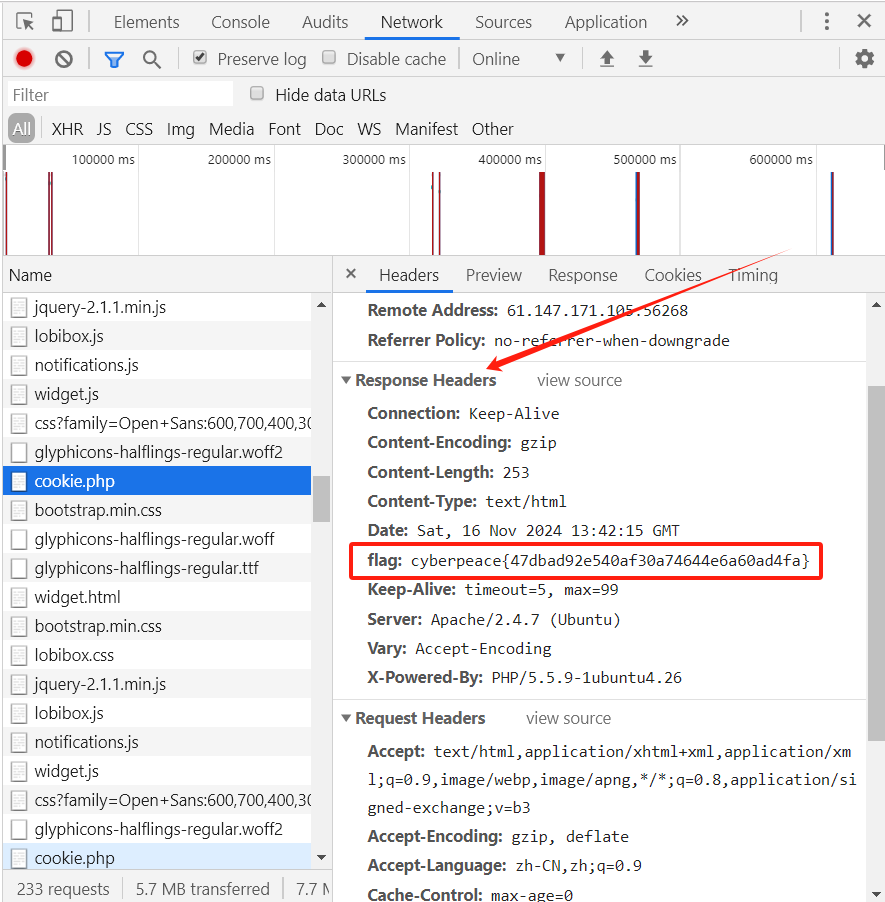 Elements Console Audits Network Sources Application »
Preserve log Disable cache Online
Filter Hide data URLs
All XHR JS CSS Img Media Font Doc WS Manifest Other
100000 ms 200000 ms 300000 ms 400000 ms 500000 ms 600000 ms
Name
jquery-2.1.1.min.js
lobibox.js
notifications.js
widget.js
css?family=Open+Sans:600,700,400,30
glyphicons-halflings-regular.woff2
cookie.php
bootstrap.min.css
glyphicons-halflings-regular.woff
glyphicons-halflings-regular.ttf
widget.html
bootstrap.min.css
lobibox.css
jquery-2.1.1.min.js
lobibox.js
notifications.js
widget.js
css?family=Open+Sans:600,700,400,30
glyphicons-halflings-regular.woff2
cookie.php
233 requests 5.7 MB transferred 7.7 M
× Headers Preview Response Cookies Timing
Remote Address: 61.147.171.105:56268
Referrer Policy: no-referrer-when-downgrade
Response Headers view source
Connection: Keep-Alive
Content-Encoding: gzip
Content-Length: 253
Content-Type: text/html
Date: Sat, 16 Nov 2024 13:42:15 GMT
flag: cyberpeace{47dbad92e540af30a74644e6a60ad4fa}
Keep-Alive: timeout=5, max=99
Server: Apache/2.4.7 (Ubuntu)
Vary: Accept-Encoding
X-Powered-By: PHP/5.5.9-1ubuntu4.26
Request Headers view source
Accept: text/html,application/xhtml+xml,application/xm
l;q=0.9,image/webp,image/apng,*/*;q=0.8,application/si
gned-exchange;v=b3
Accept-Encoding: gzip, deflate
Accept-Language: zh-CN,zh;q=0.9
Cache-Control: max-age=0